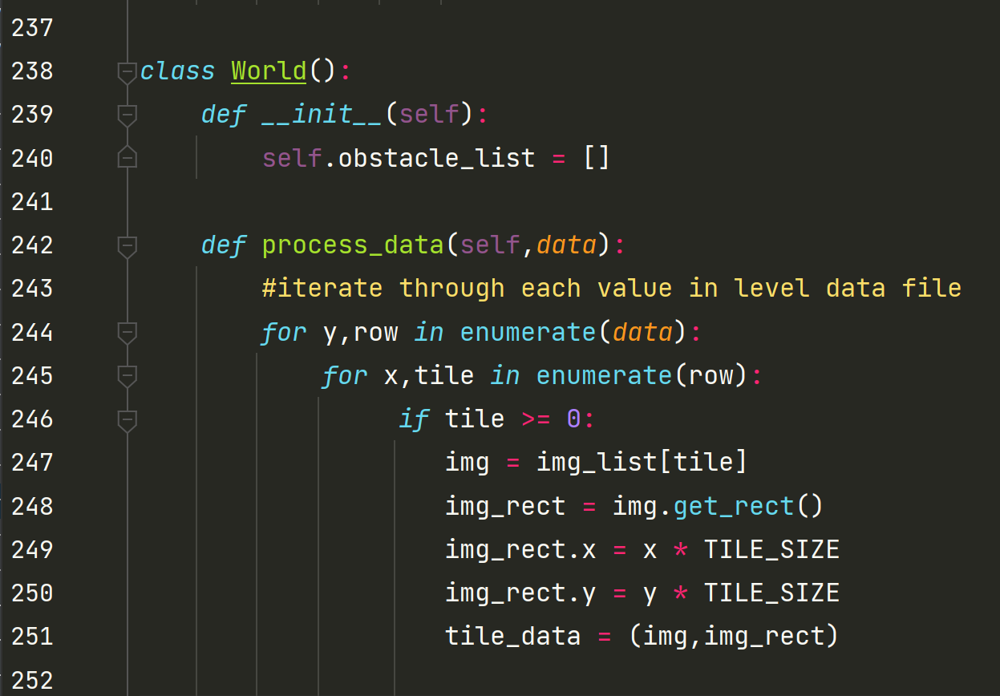 237
238 class World():
239     def __init__(self):
240         self.obstacle_list = []
241
242     def process_data(self,data):
243         #iterate through each value in level data file
244         for y,row in enumerate(data):
245             for x,tile in enumerate(row):
246                  if tile >= 0:
247                     img = img_list[tile]
248                     img_rect = img.get_rect()
249                     img_rect.x = x * TILE_SIZE
250                     img_rect.y = y * TILE_SIZE
251                     tile_data = (img,img_rect)
252